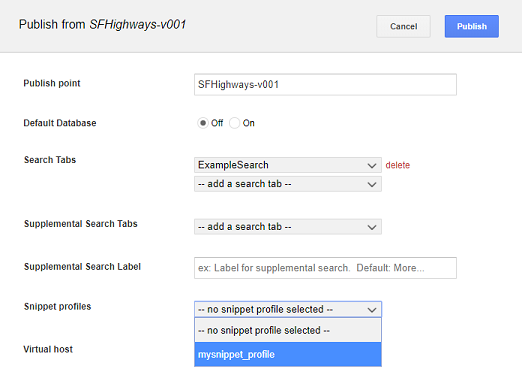 Publish from SFHighways-v001
Cancel
Publish
Publish point
SFHighways-v001
Default Database
Off
On
Search Tabs
ExampleSearch
delete
-- add a search tab --
Supplemental Search Tabs
-- add a search tab --
Supplemental Search Label
ex: Label for supplemental search. Default: More...
Snippet profiles
-- no snippet profile selected --
-- no snippet profile selected --
Virtual host
mysnippet_profile